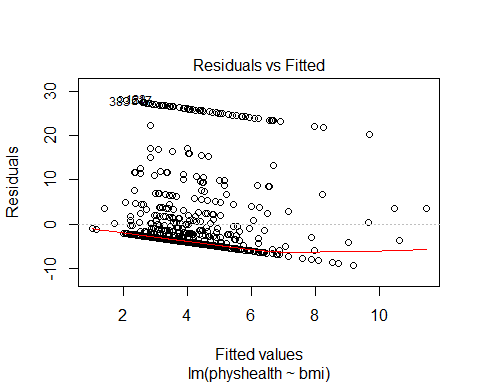 Residuals vs Fitted
Residuals
30
20
10
0
-10
2
4
6
8
10
Fitted values
lm(physhealth ~ bmi)